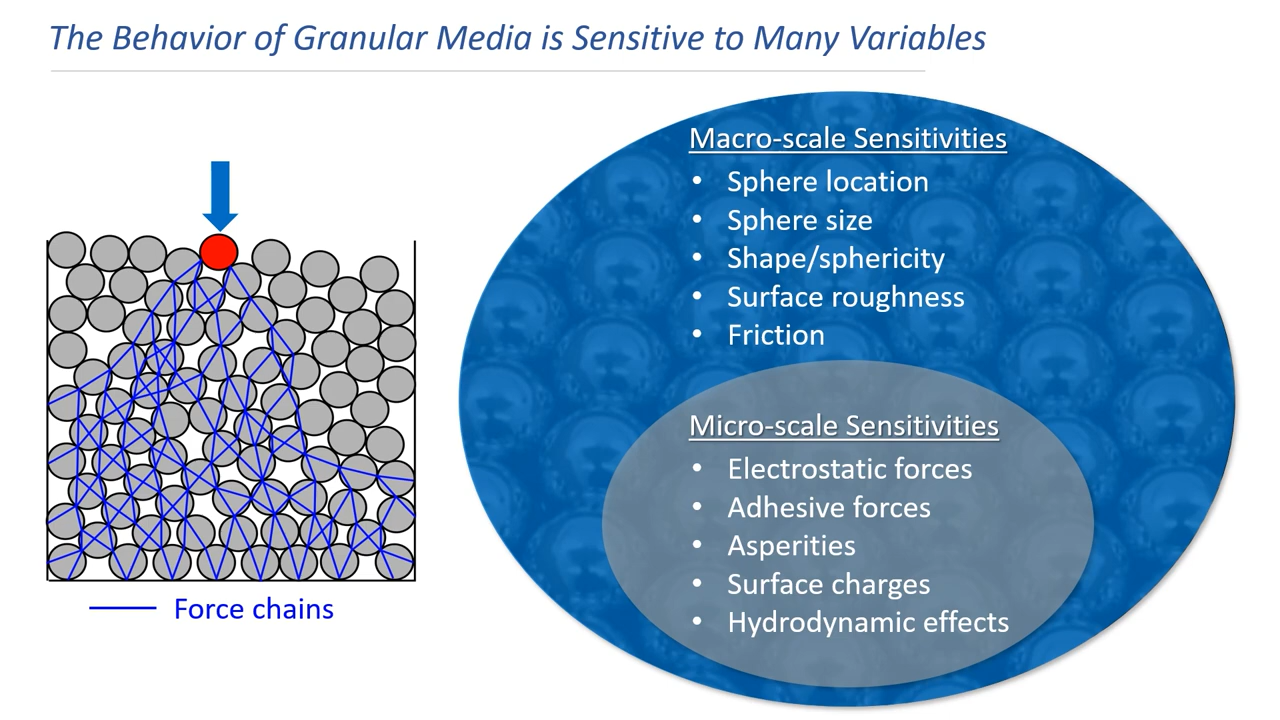 The Behavior of Granular Media is Sensitive to Many Variables
Macro-scale Sensitivities
• Sphere location
• Sphere size
• Shape/sphericity
• Surface roughness
• Friction
Micro-scale Sensitivities
• Electrostatic forces
• Adhesive forces
• Asperities
• Surface charges
• Hydrodynamic effects
Force chains